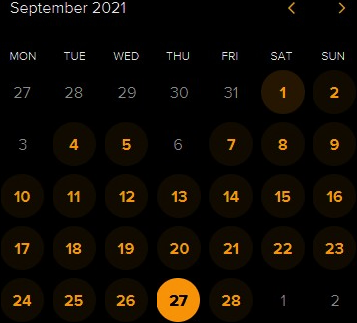 September 2021
MON TUE WED THU FRI SAT SUN
27 28 29 30 31 1 2
3 4 5 6 7 8 9
10 11 12 13 14 15 16
17 18 19 20 21 22 23
24 25 26 27 28 1 2